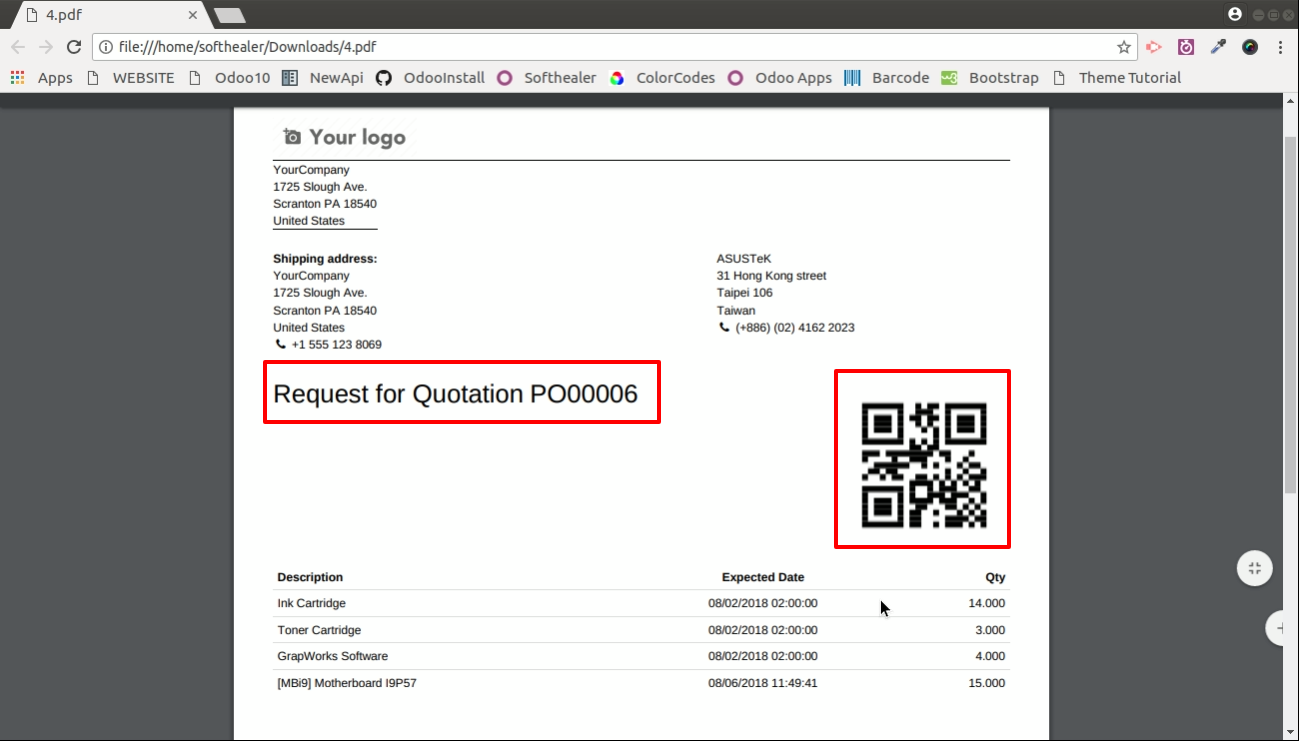 4.pdf
file:///home/softhealer/Downloads/4.pdf
Apps WEBSITE Odoo10 NewApi OdooInstall Softhealer ColorCodes Odoo Apps Barcode Bootstrap Theme Tutorial
Your logo
YourCompany
1725 Slough Ave.
Scranton PA 18540
United States
Shipping address:
YourCompany
1725 Slough Ave.
Scranton PA 18540
United States
+1 555 123 8069
ASUSTeK
31 Hong Kong street
Taipei 106
Taiwan
(+886) (02) 4162 2023
Request for Quotation PO00006
Description Expected Date Qty
Ink Cartridge 08/02/2018 02:00:00 14.000
Toner Cartridge 08/02/2018 02:00:00 3.000
GrapWorks Software 08/02/2018 02:00:00 4.000
[MBi9] Motherboard I9P57 08/06/2018 11:49:41 15.000